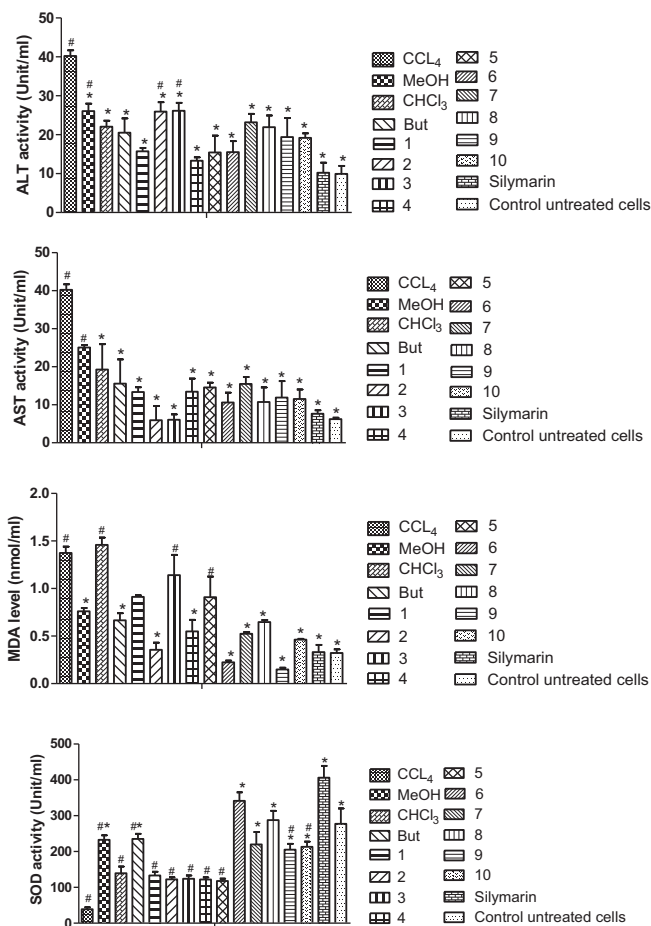 ALT activity (Unit/ml)
50
40
30
20
10
0
# # * * * * # * # * * * * * * * * * *
CCL4
MeOH
CHCl3
But
1
2
3
4
5
6
7
8
9
10
Silymarin
Control untreated cells
AST activity (Unit/ml)
50
40
30
20
10
0
# # * * * * * * * * * * * * * *
CCL4
MeOH
CHCl3
But
1
2
3
4
5
6
7
8
9
10
Silymarin
Control untreated cells
MDA level (nmol/ml)
2.0
1.5
1.0
0.5
0.0
# * # * * # * # * * * * * * *
CCL4
MeOH
CHCl3
But
1
2
3
4
5
6
7
8
9
10
Silymarin
Control untreated cells
SOD activity (Unit/ml)
500
400
300
200
100
0
# #* # #* # # # # # * * * # * # * * *
CCL4
MeOH
CHCl3
But
1
2
3
4
5
6
7
8
9
10
Silymarin
Control untreated cells